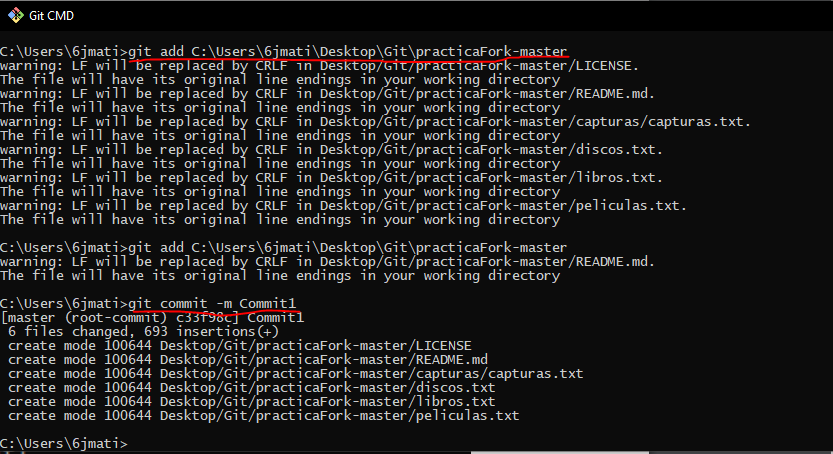 Git CMD
C:\Users\6jmati>git add C:\Users\6jmati\Desktop\Git\practicaFork-master
warning: LF will be replaced by CRLF in Desktop/Git/practicaFork-master/LICENSE.
The file will have its original line endings in your working directory
warning: LF will be replaced by CRLF in Desktop/Git/practicaFork-master/README.md.
The file will have its original line endings in your working directory
warning: LF will be replaced by CRLF in Desktop/Git/practicaFork-master/capturas/capturas.txt.
The file will have its original line endings in your working directory
warning: LF will be replaced by CRLF in Desktop/Git/practicaFork-master/discos.txt.
The file will have its original line endings in your working directory
warning: LF will be replaced by CRLF in Desktop/Git/practicaFork-master/libros.txt.
The file will have its original line endings in your working directory
warning: LF will be replaced by CRLF in Desktop/Git/practicaFork-master/peliculas.txt.
The file will have its original line endings in your working directory
C:\Users\6jmati>git add C:\Users\6jmati\Desktop\Git\practicaFork-master
warning: LF will be replaced by CRLF in Desktop/Git/practicaFork-master/README.md.
The file will have its original line endings in your working directory
C:\Users\6jmati>git commit -m Commit1
[master (root-commit) c33f98c] Commit1
 6 files changed, 693 insertions(+)
 create mode 100644 Desktop/Git/practicaFork-master/LICENSE
 create mode 100644 Desktop/Git/practicaFork-master/README.md
 create mode 100644 Desktop/Git/practicaFork-master/capturas/capturas.txt
 create mode 100644 Desktop/Git/practicaFork-master/discos.txt
 create mode 100644 Desktop/Git/practicaFork-master/libros.txt
 create mode 100644 Desktop/Git/practicaFork-master/peliculas.txt
C:\Users\6jmati>